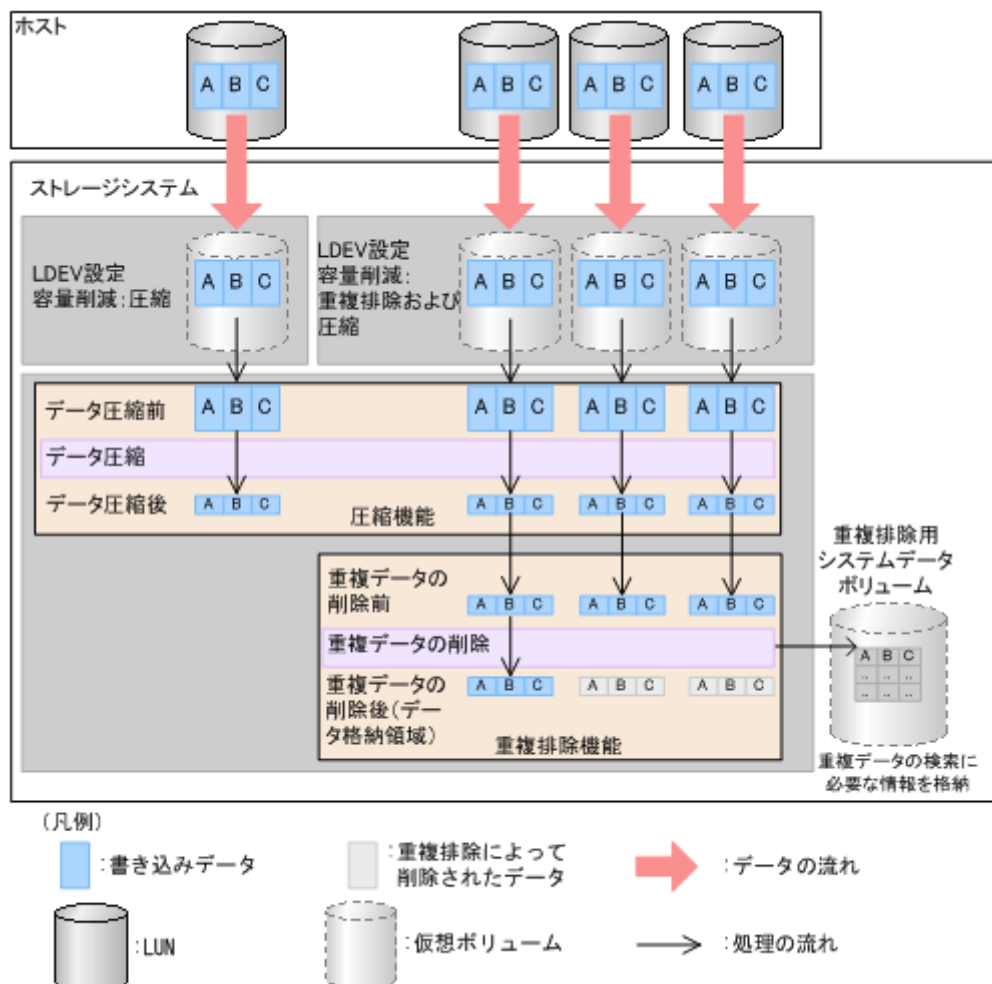 ホスト
A B C
A B C
A B C
A B C
ストレージシステム
LDEV設定
容量削減:圧縮
A B C
LDEV設定
容量削減:
重複排除および
圧縮
A B C
A B C
A B C
データ圧縮前
A B C
A B C
A B C
A B C
データ圧縮
データ圧縮後
A B C
A B C
A B C
A B C
圧縮機能
重複データの
削除前
A B C
A B C
A B C
重複データの削除
重複データの
削除後(デー
タ格納領域)
A B C
A B C
A B C
重複排除機能
重複排除用
システムデータ
ボリューム
A B C
.. .. ..
.. .. ..
重複データの検索に
必要な情報を格納
(凡例)
:書き込みデータ
:重複排除によって
削除されたデータ
:データの流れ
:LUN
:仮想ボリューム
:処理の流れ